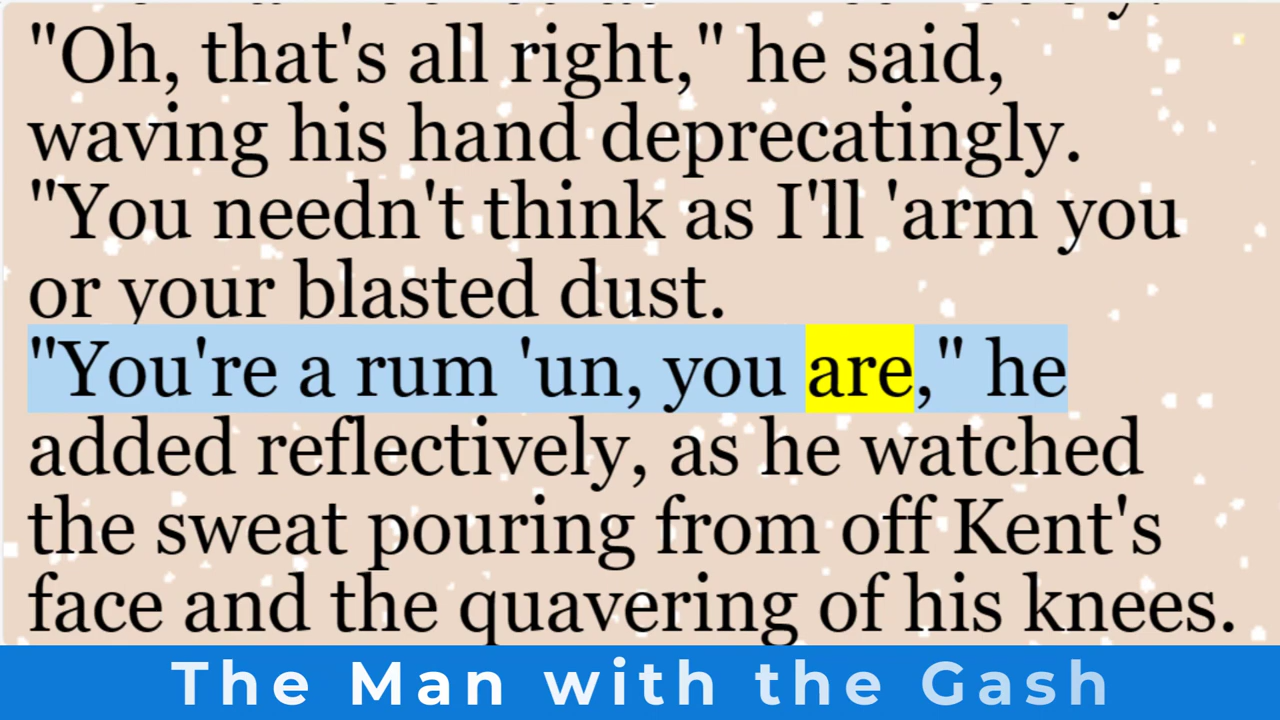 "Oh, that's all right," he said,
waving his hand deprecatingly.
"You needn't think as I'll 'arm you
or your blasted dust.
"You're a rum 'un, you are," he
added reflectively, as he watched
the sweat pouring from off Kent's
face and the quavering of his knees.
The Man with the Gash